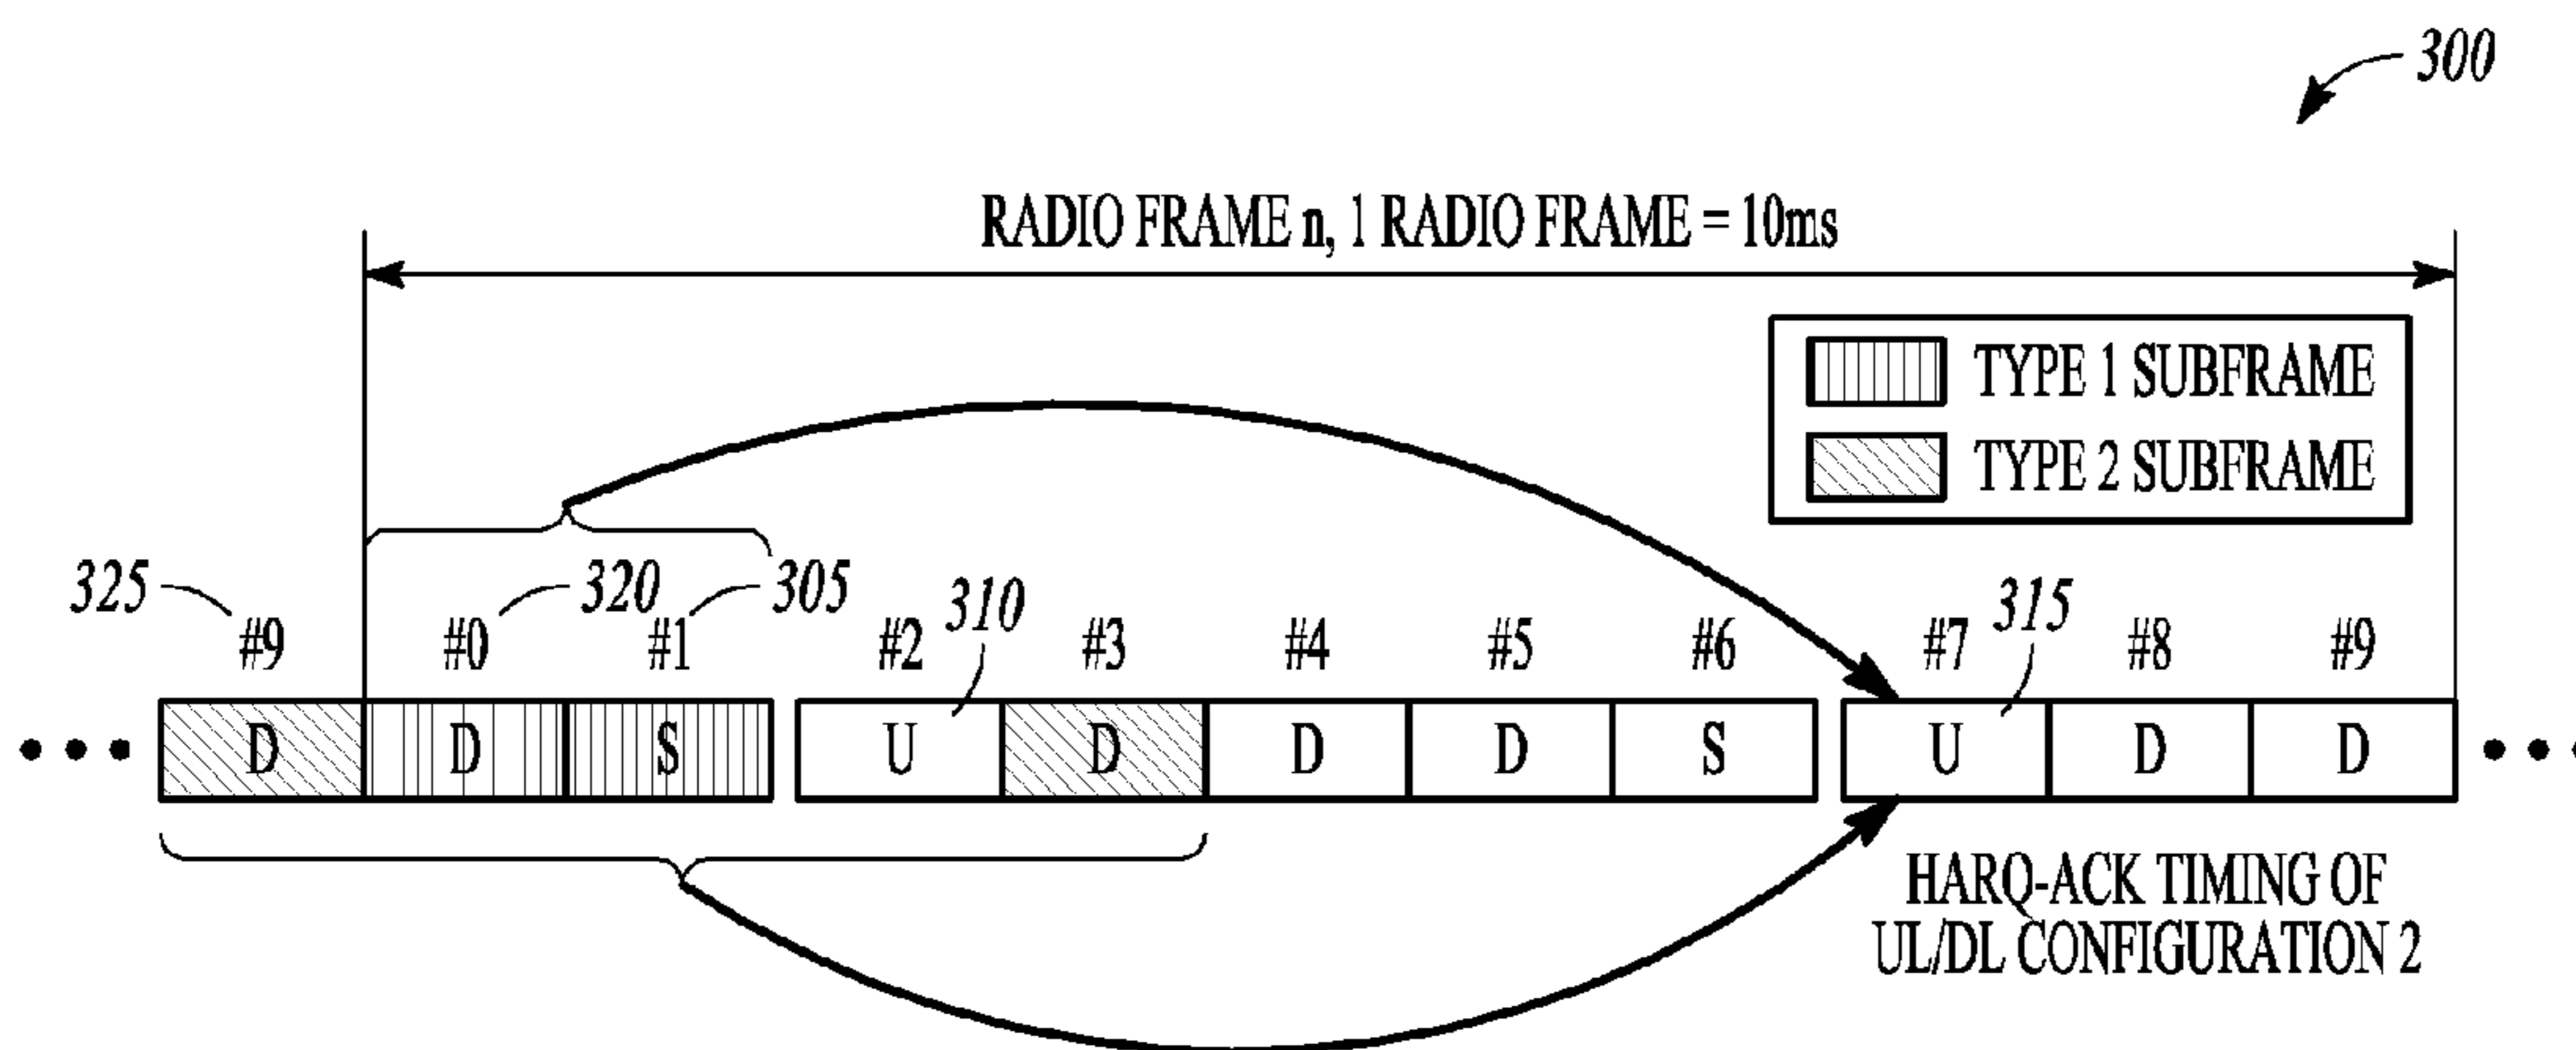 300
RADIO FRAME n, 1 RADIO FRAME = 10ms
TYPE 1 SUBFRAME
TYPE 2 SUBFRAME
325 320 305 310 315
#9 #0 #1 #2 #3 #4 #5 #6 #7 #8 #9
D D S U D D D S U D D
HARQ-ACK TIMING OF
UL/DL CONFIGURATION 2